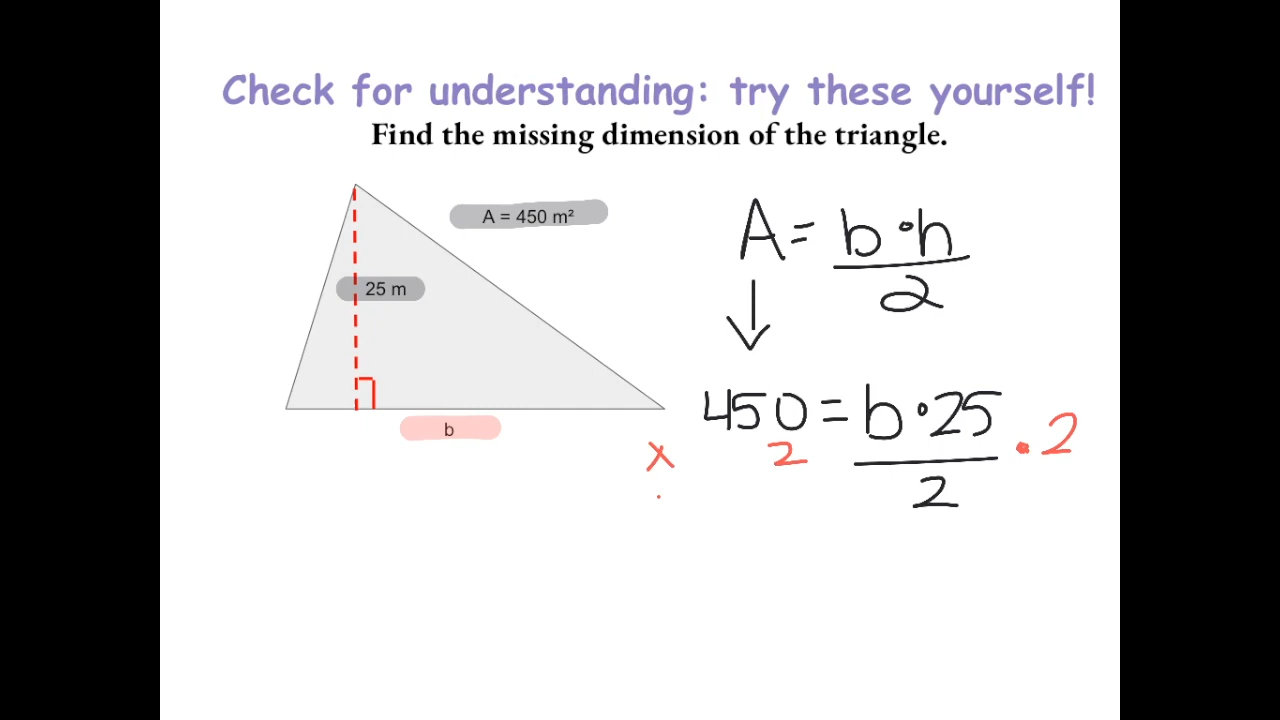 Check for understanding: try these yourself!
Find the missing dimension of the triangle.
A = 450 m²
25 m
b
A = b • h
2
450 = b • 25
x 2 • 2
2